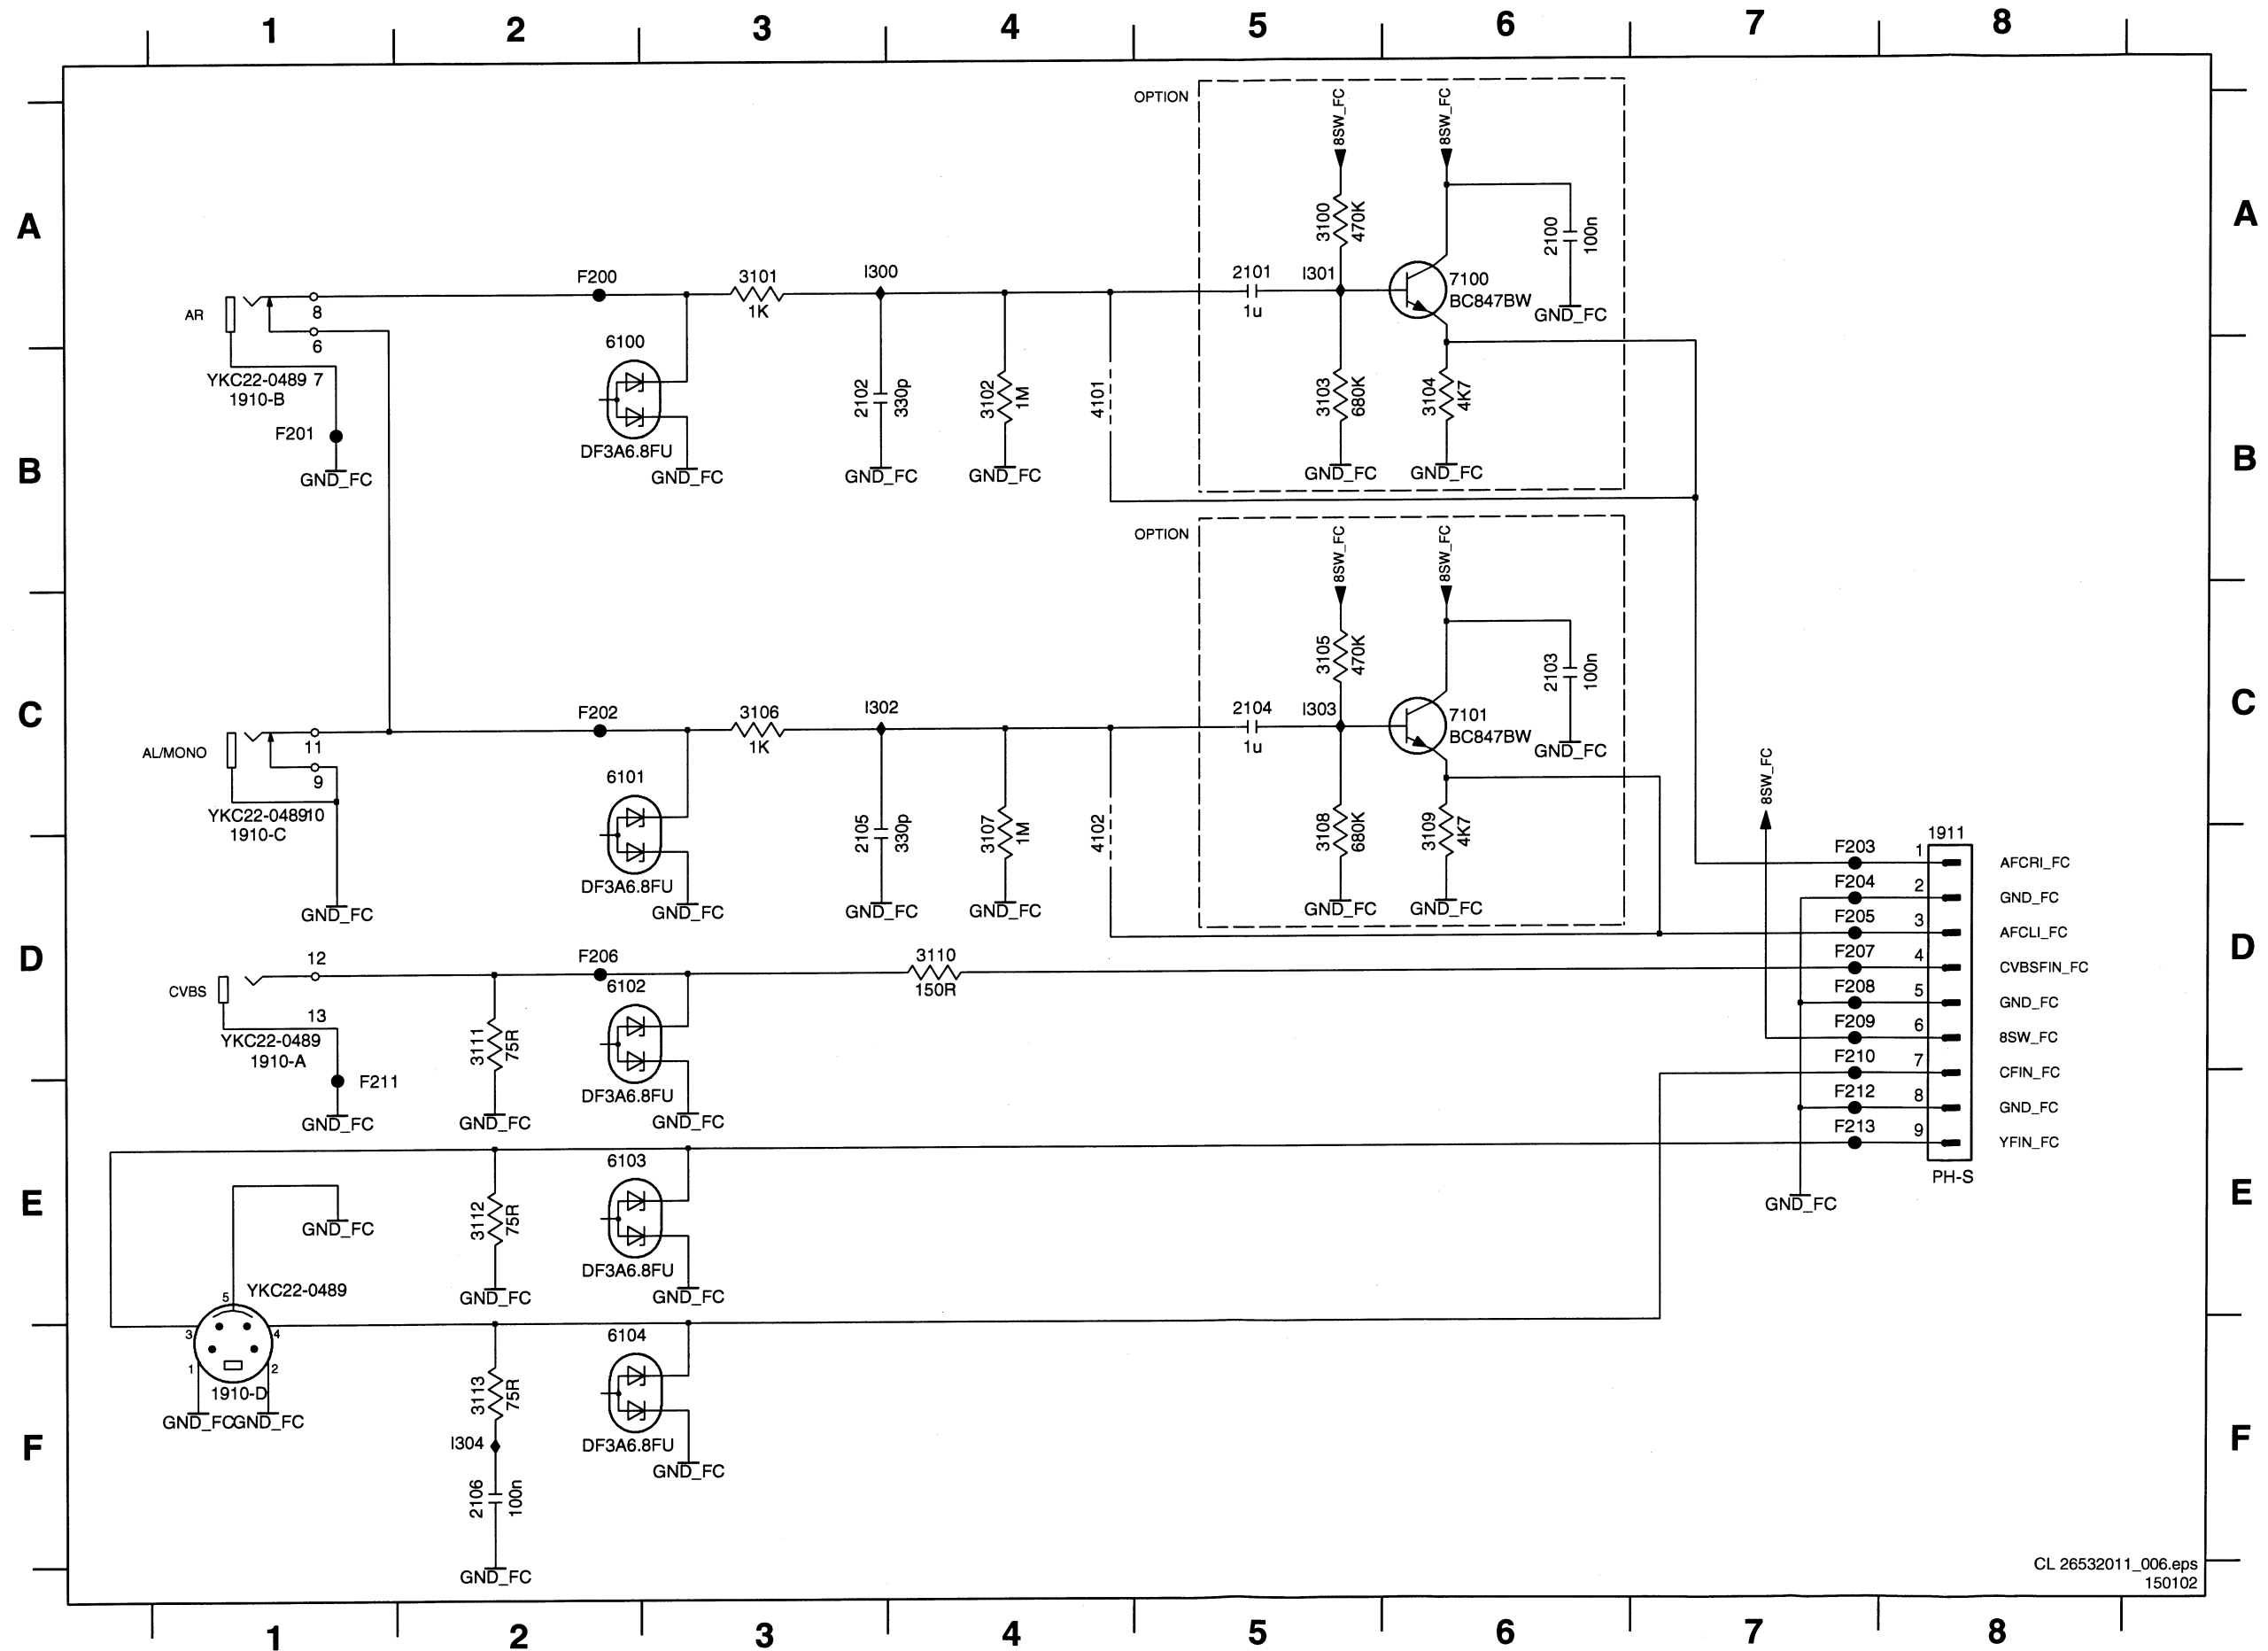 1 2 3 4 5 6 7 8
OPTION
8SW_FC
8SW_FC
A
A
3100
470K
2100
100n
F200
3101
I300
2101
I301
7100
BC847BW
AR
8
1K
1u
GND_FC
6
6100
YKC22-0489 7
1910-B
2102
330p
3102
1M
4101
3103
680K
3104
4K7
F201
DF3A6.8FU
B
B
GND_FC
GND_FC
GND_FC
GND_FC
GND_FC
GND_FC
OPTION
8SW_FC
8SW_FC
3105
470K
2103
100n
C
C
F202
3106
I302
2104
I303
7101
BC847BW
AL/MONO
11
1K
1u
GND_FC
9
6101
8SW_FC
YKC22-048910
1910-C
2105
330p
3107
1M
4102
3108
680K
3109
4K7
1911
F203
1
AFCRI_FC
DF3A6.8FU
F204
2
GND_FC
GND_FC
GND_FC
GND_FC
GND_FC
GND_FC
GND_FC
F205
3
AFCLI_FC
D
D
12
F206
3110
F207
4
CVBSFIN_FC
CVBS
6102
150R
F208
5
GND_FC
13
F209
6
8SW_FC
YKC22-0489
1910-A
3111
75R
F210
7
CFIN_FC
F211
DF3A6.8FU
F212
8
GND_FC
GND_FC
GND_FC
GND_FC
F213
9
YFIN_FC
6103
PH-S
E
E
GND_FC
3112
75R
GND_FC
DF3A6.8FU
YKC22-0489
5
GND_FC
GND_FC
3
4
6104
1
2
1910-D
3113
75R
GND_FC
GND_FC
F
F
I304
DF3A6.8FU
GND_FC
2106
100n
GND_FC
CL 26532011_006.eps
150102
1 2 3 4 5 6 7 8